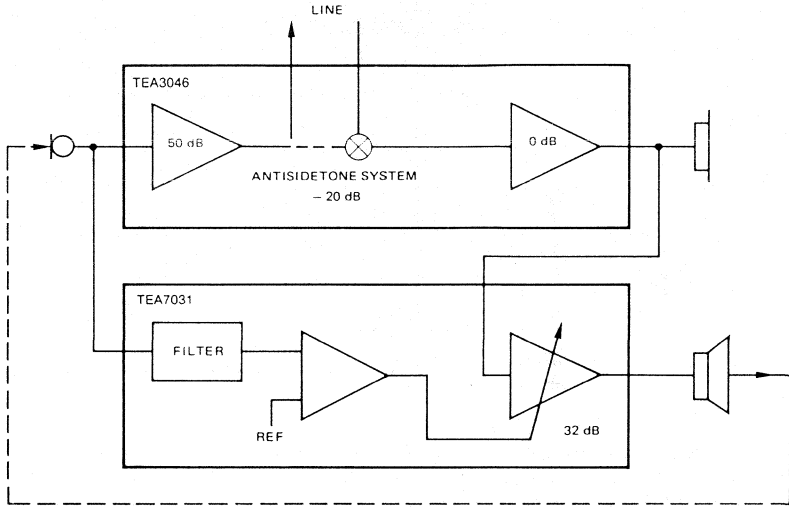 LINE
TEA3046
50 dB
0 dB
ANTISIDETONE SYSTEM
– 20 dB
TEA7031
FILTER
REF
32 dB